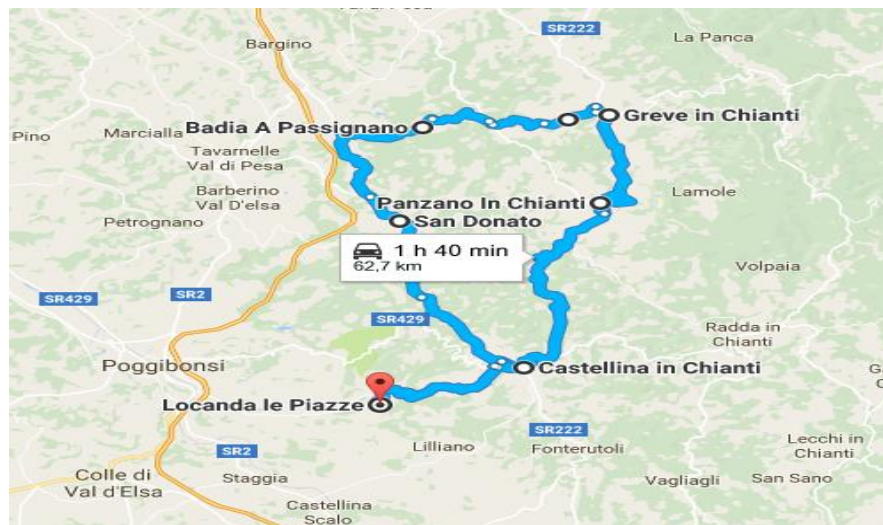 SR222
La Panca
Bargino
Greve in Chianti
Badia A Passignano
Pino
Marcialla
Tavarnelle
Val di Pesa
Barberino
Val D'elsa
Lamole
Panzano In Chianti
Petrognano
San Donato
1 h 40 min
62,7 km
Volpaia
SR429
SR2
SR429
Radda in
Chianti
Poggibonsi
Castellina in Chianti
Locanda le Piazze
SR222
Lilliano
Fonterutoli
Lecchi in
Chianti
SR2
Colle di
Val d'Elsa
Staggia
Vagliagli
San Sano
Castellina
Scalo